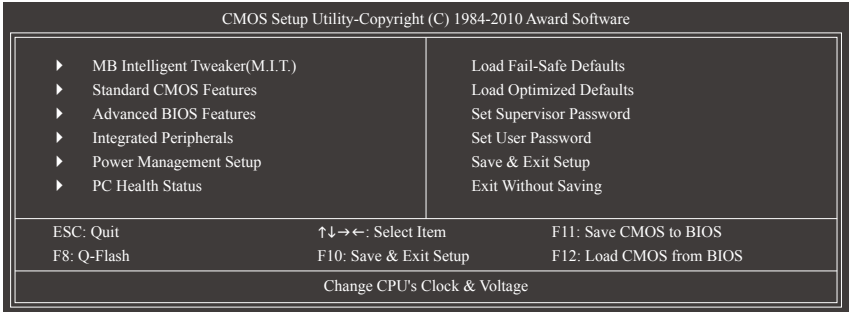 CMOS Setup Utility-Copyright (C) 1984-2010 Award Software
MB Intelligent Tweaker(M.I.T.)
Standard CMOS Features
Advanced BIOS Features
Integrated Peripherals
Power Management Setup
PC Health Status
Load Fail-Safe Defaults
Load Optimized Defaults
Set Supervisor Password
Set User Password
Save & Exit Setup
Exit Without Saving
ESC: Quit ↑↓→←: Select Item F11: Save CMOS to BIOS
F8: Q-Flash F10: Save & Exit Setup F12: Load CMOS from BIOS
Change CPU's Clock & Voltage